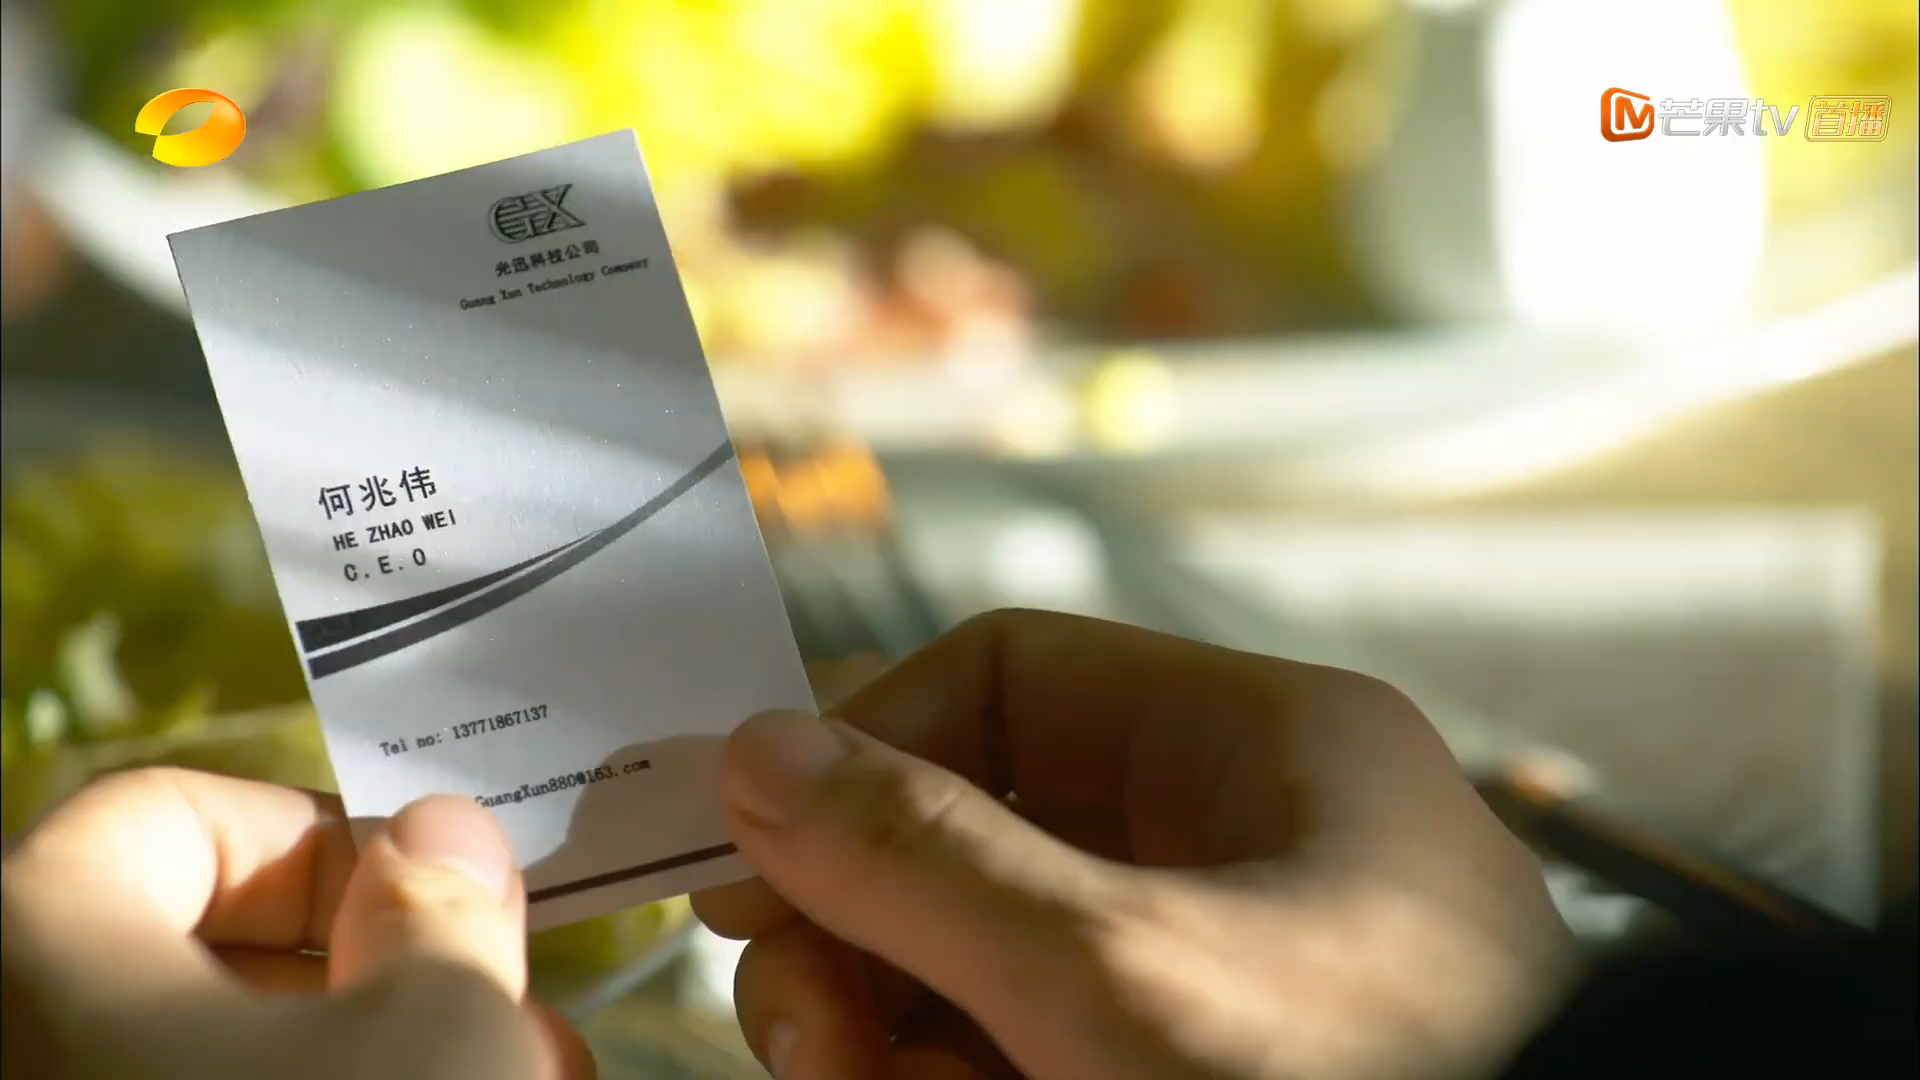 芒果tv 首播
GTX
光迅科技公司
Guang Xun Technology Company
何兆伟
HE ZHAO WEI
C.E.O
Tel no: 13771867137
GuangXun880@163.com